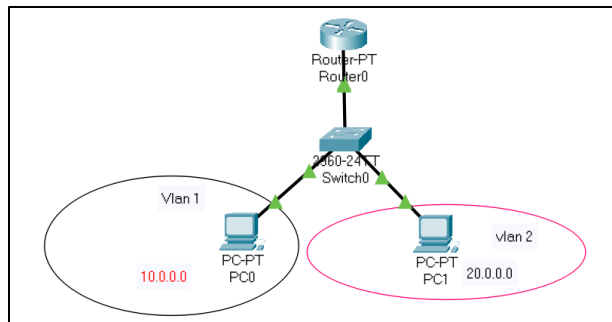 Router-PT
Router0
2960-24TT
Switch0
Vlan 1
PC-PT
PC0
10.0.0.0
vlan 2
PC-PT
PC1
20.0.0.0